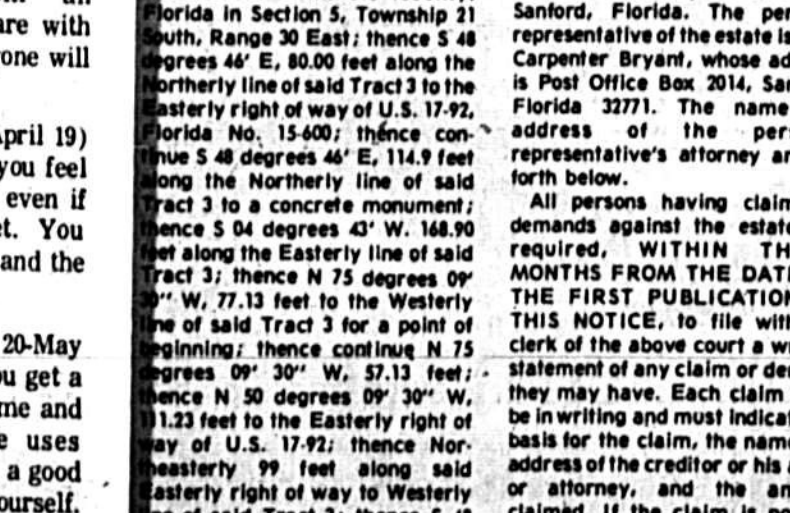 are with
one will
April 19)
you feel
even if
You
and the
20-May
u get a
me and
e uses
a good
ourself.
Florida in Section 5, Township 21
South, Range 30 East; thence S 48
degrees 46' E, 80.00 feet along the
Northerly line of said Tract 3 to the
Easterly right of way of U.S. 17-92,
Florida No. 15-600; thence con-
tinue S 48 degrees 46' E, 114.9 feet
along the Northerly line of said
Tract 3 to a concrete monument;
thence S 04 degrees 43' W. 168.90
feet along the Easterly line of said
Tract 3; thence N 75 degrees 09'
30'' W, 77.13 feet to the Westerly
line of said Tract 3 for a point of
beginning; thence continue N 75
degrees 09' 30'' W, 57.13 feet;
thence N 50 degrees 09' 30'' W,
111.23 feet to the Easterly right of
way of U.S. 17-92; thence Nor-
theasterly 99 feet along said
Easterly right of way to Westerly
Sanford, Florida. The per
representative of the estate is
Carpenter Bryant, whose ad
is Post Office Box 2014, San
Florida 32771. The name
address of the pers
representative's attorney ar
forth below.
All persons having claim
demands against the estate
required, WITHIN TH
MONTHS FROM THE DATE
THE FIRST PUBLICATION
THIS NOTICE, to file with
clerk of the above court a wr
statement of any claim or de
they may have. Each claim
be in writing and must indicat
basis for the claim, the name
address of the creditor or his a
or attorney, and the am
claimed. If the claim is